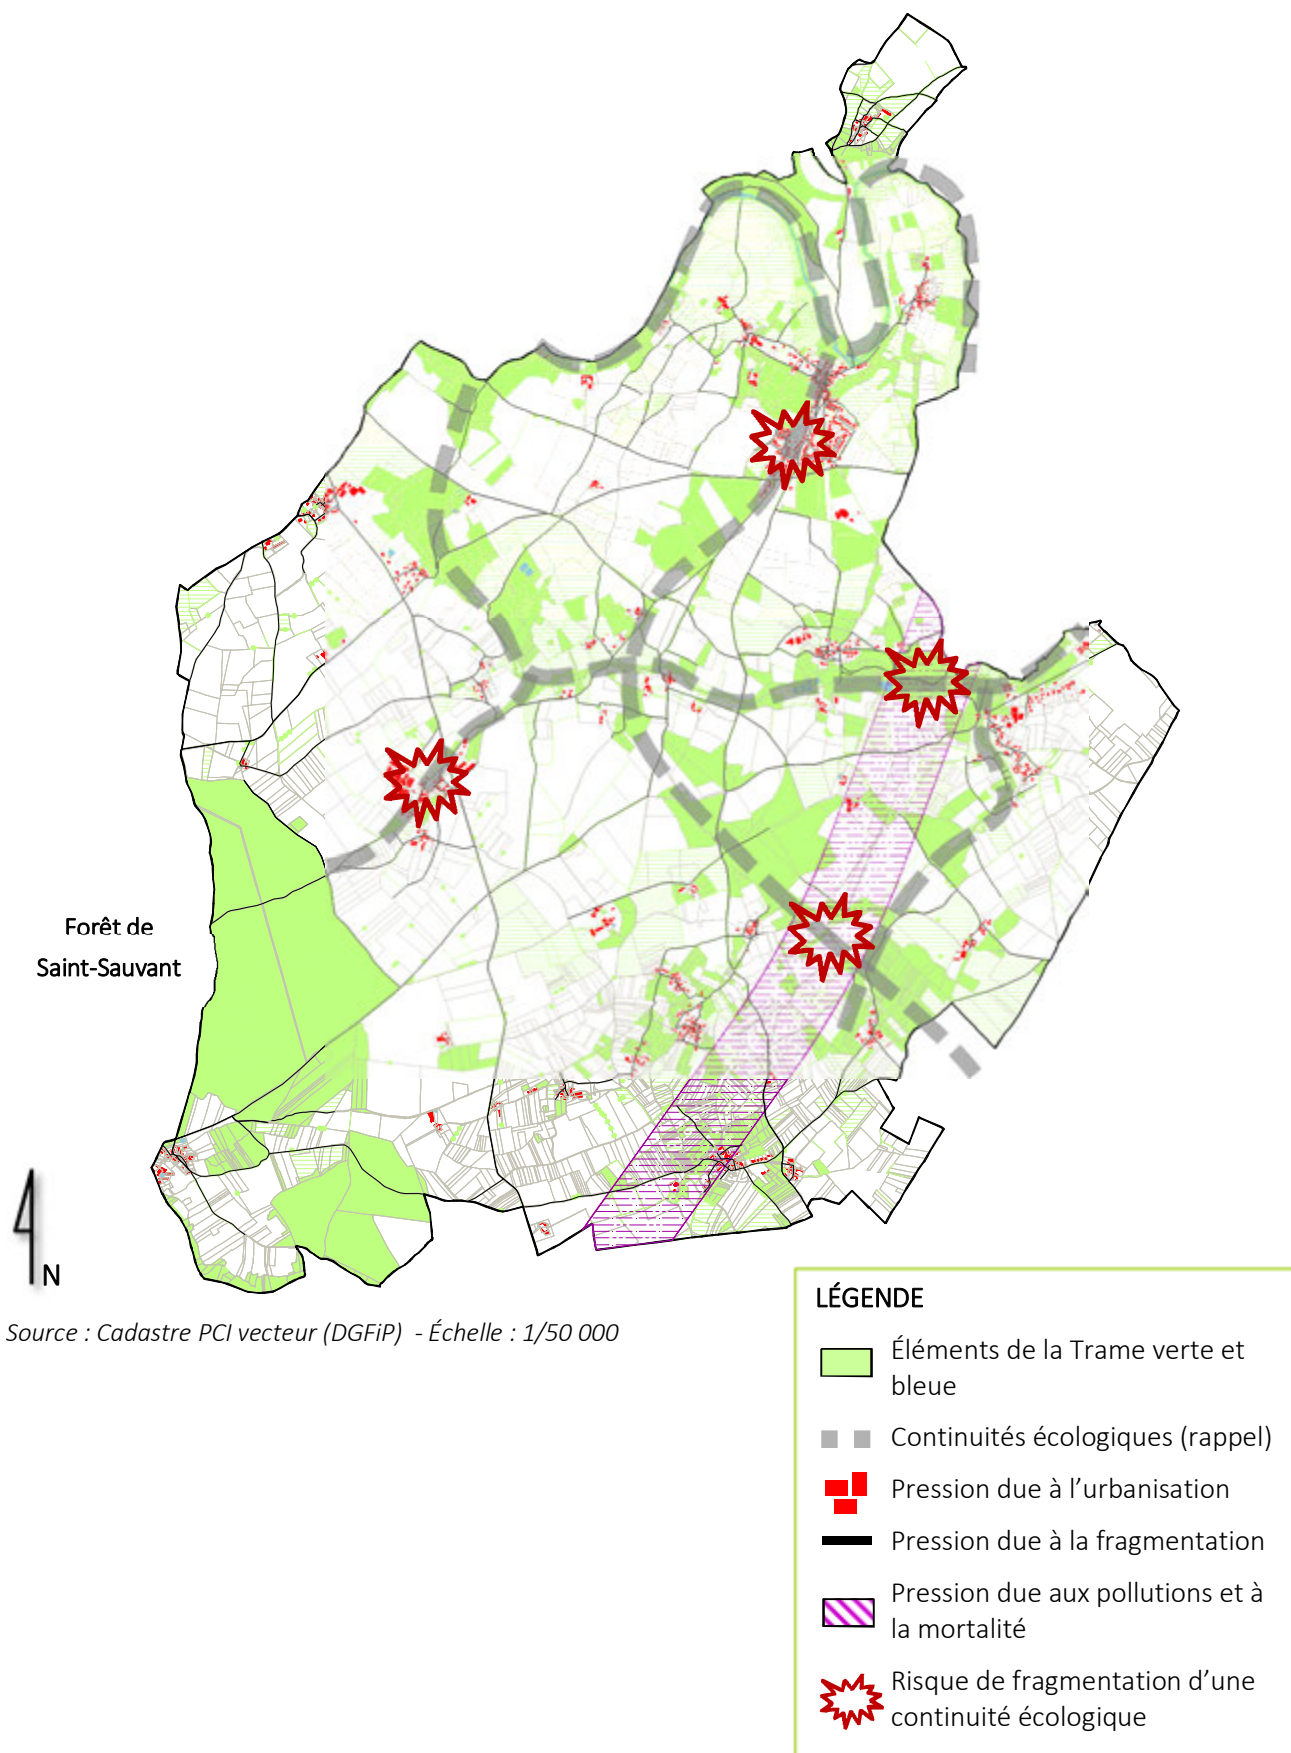 Forêt de
Saint-Sauvant
N
Source : Cadastre PCI vecteur (DGFiP) - Échelle : 1/50 000
LÉGENDE
Éléments de la Trame verte et
bleue
Continuités écologiques (rappel)
Pression due à l'urbanisation
Pression due à la fragmentation
Pression due aux pollutions et à
la mortalité
Risque de fragmentation d'une
continuité écologique